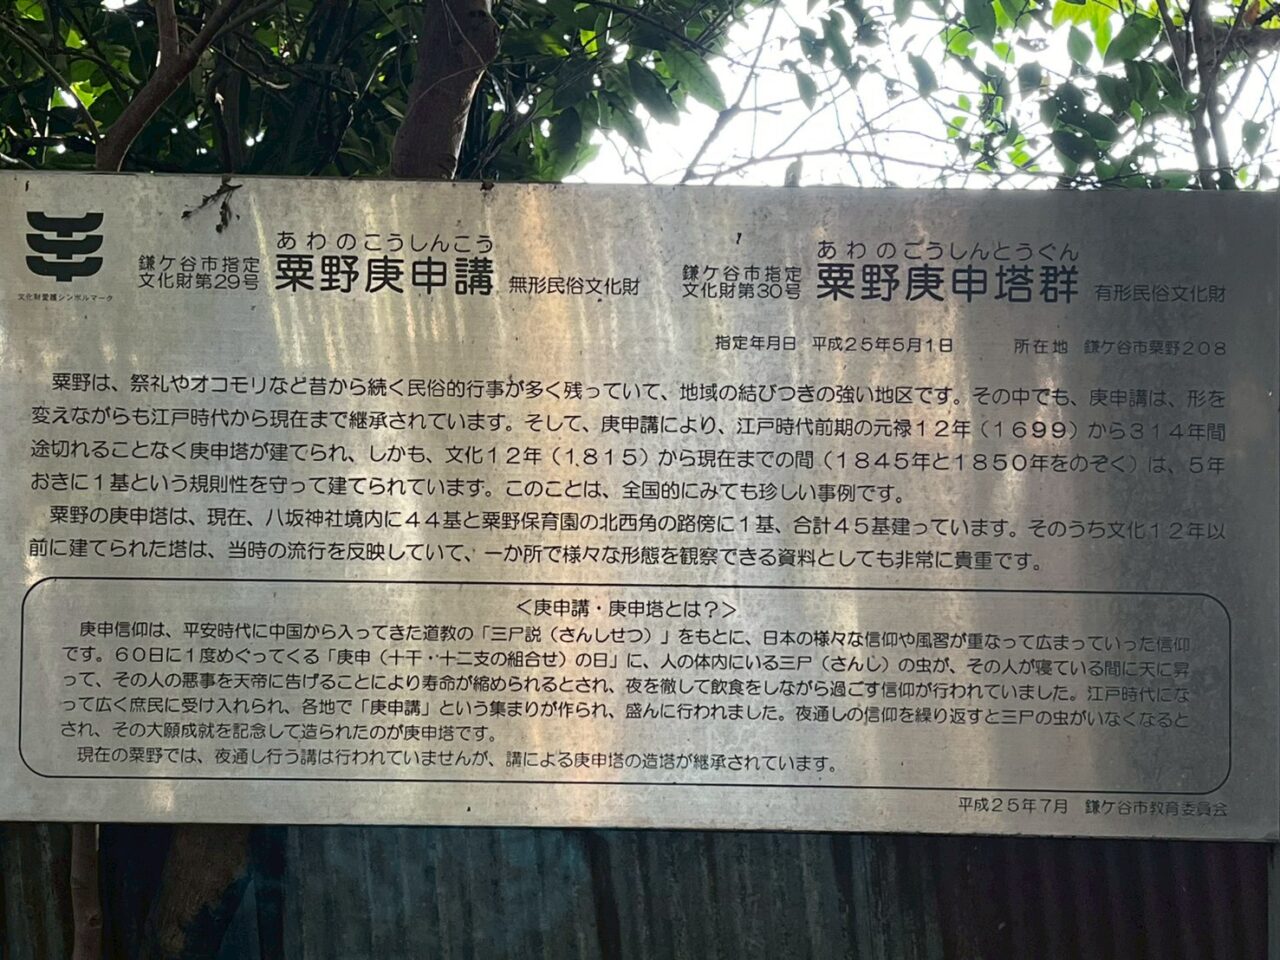 文化財愛護シンボルマーク
鎌ケ谷市指定
文化財第29号
あわのこうしんこう
粟野庚申講 無形民俗文化財
鎌ケ谷市指定
文化財第30号
あわのこうしんとうぐん
粟野庚申塔群 有形民俗文化財
指定年月日 平成25年5月1日 所在地 鎌ケ谷市粟野208
粟野は、祭礼やオコモリなど昔から続く民俗的行事が多く残っていて、地域の結びつきの強い地区です。その中でも、庚申講は、形を
変えながらも江戸時代から現在まで継承されています。そして、庚申講により、江戸時代前期の元禄12年(1699)から314年間
途切れることなく庚申塔が建てられ、しかも、文化12年(1815)から現在までの間(1845年と1850年をのぞく)は、5年
おきに1基という規則性を守って建てられています。このことは、全国的にみても珍しい事例です。
粟野の庚申塔は、現在、八坂神社境内に44基と粟野保育園の北西角の路傍に1基、合計45基建っています。そのうち文化12年以
前に建てられた塔は、当時の流行を反映していて、一か所で様々な形態を観察できる資料としても非常に貴重です。
<庚申講・庚申塔とは?>
庚申信仰は、平安時代に中国から入ってきた道教の「三尸説(さんしせつ)」をもとに、日本の様々な信仰や風習が重なって広まっていった信仰
です。60日に1度めぐってくる「庚申(十干・十二支の組合せ)の日」に、人の体内にいる三尸(さんし)の虫が、その人が寝ている間に天に昇
って、その人の悪事を天帝に告げることにより寿命が縮められるとされ、夜を徹して飲食をしながら過ごす信仰が行われていました。江戸時代にな
って広く庶民に受け入れられ、各地で「庚申講」という集まりが作られ、盛んに行われました。夜通しの信仰を繰り返すと三尸の虫がいなくなると
され、その大願成就を記念して造られたのが庚申塔です。
現在の粟野では、夜通し行う講は行われていませんが、講による庚申塔の造塔が継承されています。
平成25年7月 鎌ケ谷市教育委員会